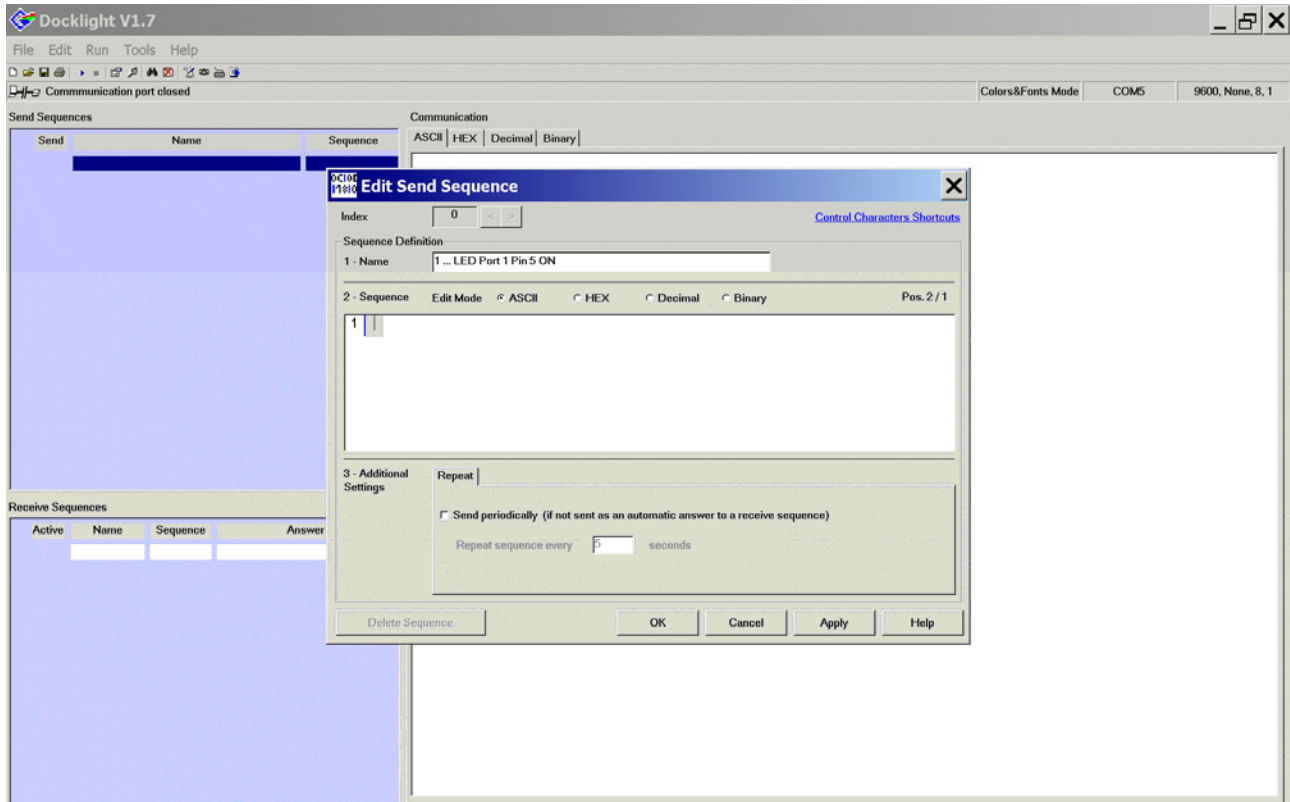 Docklight V1.7
File Edit Run Tools Help
Commmunication port closed
Colors&Fonts Mode COM5 9600, None, 8, 1
Send Sequences
Send Name Sequence
Communication
ASCII HEX Decimal Binary
Edit Send Sequence
Index 0 < >
Control Characters Shortcuts
Sequence Definition
1 - Name 1 ... LED Port 1 Pin 5 ON
2 - Sequence Edit Mode ASCII HEX Decimal Binary Pos. 2 / 1
1
3 - Additional Settings
Repeat
Send periodically (if not sent as an automatic answer to a receive sequence)
Repeat sequence every 5 seconds
Delete Sequence OK Cancel Apply Help
Receive Sequences
Active Name Sequence Answer